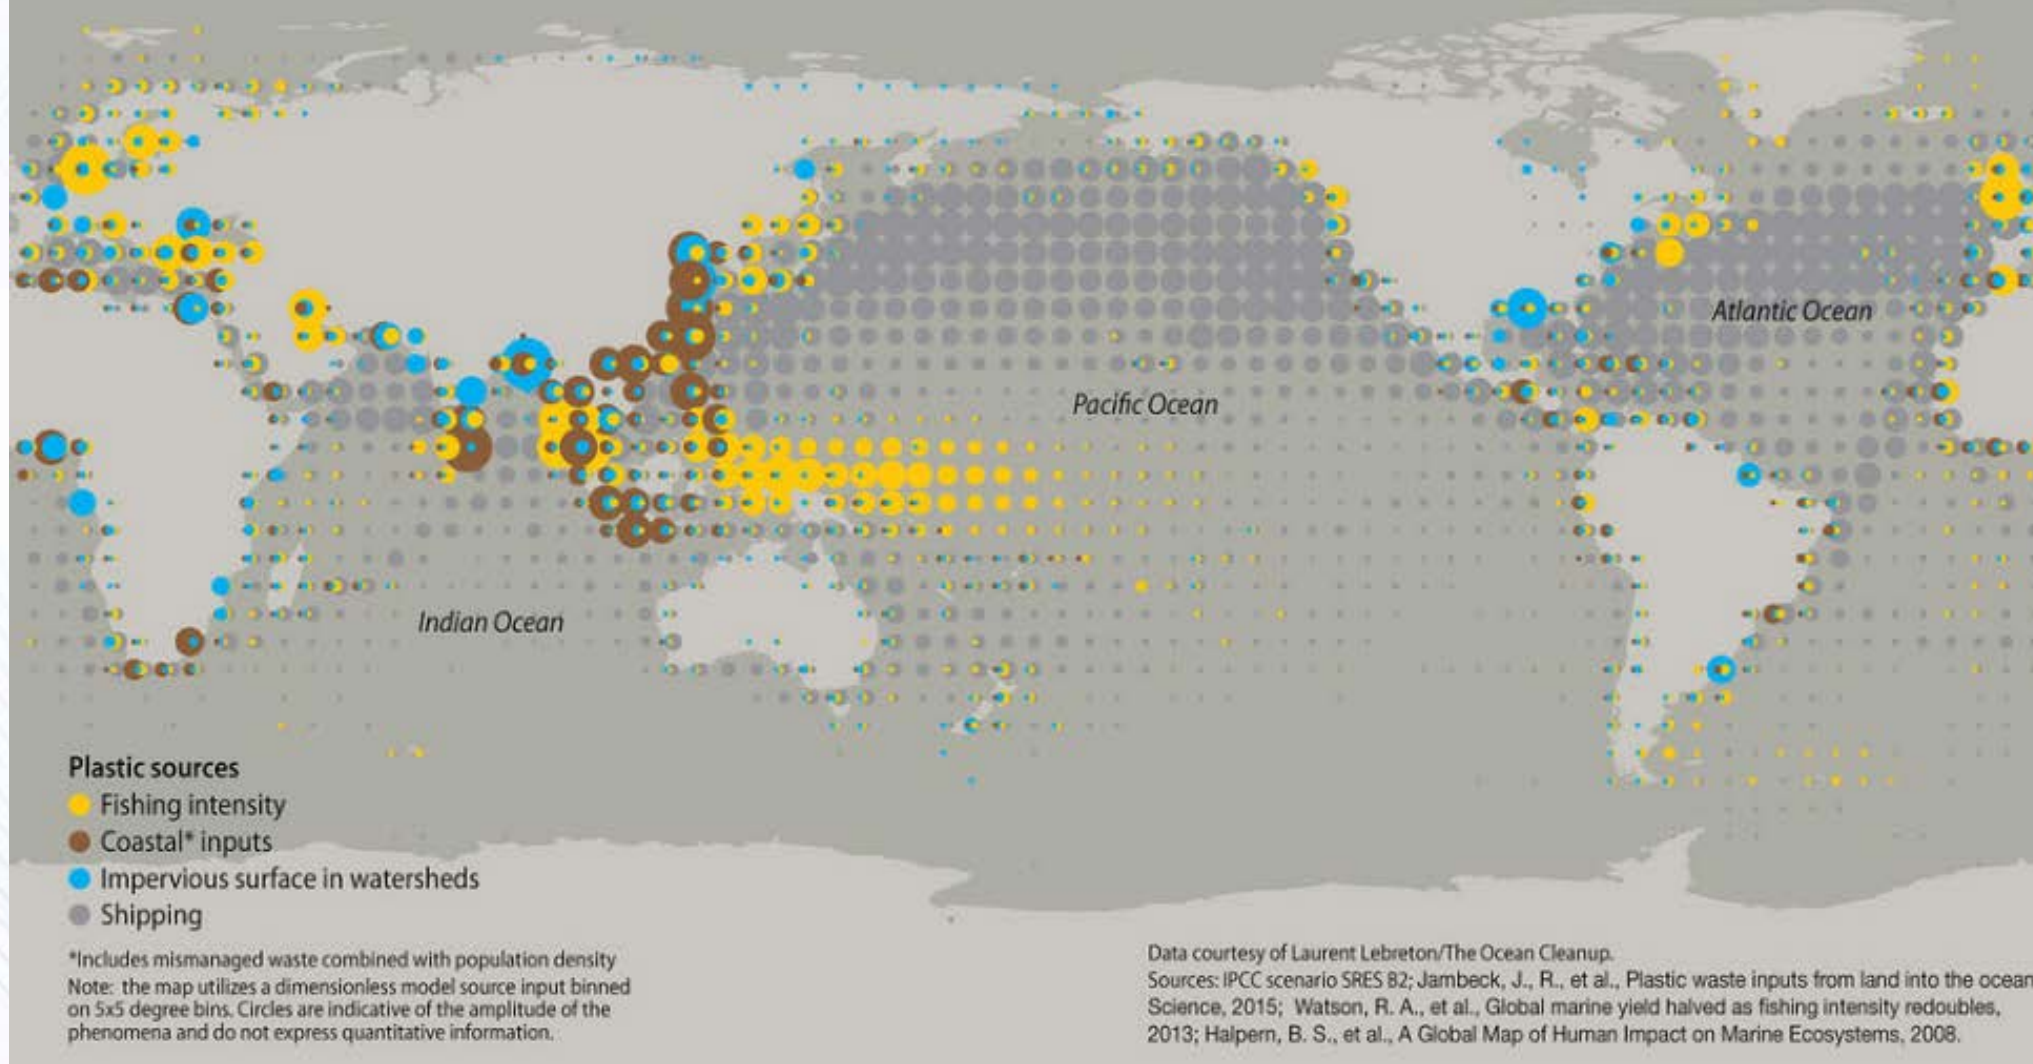 Atlantic Ocean
Pacific Ocean
Indian Ocean
Plastic sources
Fishing intensity
Coastal* inputs
Impervious surface in watersheds
Shipping
*Includes mismanaged waste combined with population density
Note: the map utilizes a dimensionless model source input binned
on 5x5 degree bins. Circles are indicative of the amplitude of the
phenomena and do not express quantitative information.
Data courtesy of Laurent Lebreton/The Ocean Cleanup.
Sources: IPCC scenario SRES B2; Jambeck, J., R., et al., Plastic waste inputs from land into the ocean
Science, 2015; Watson, R. A., et al., Global marine yield halved as fishing intensity redoubles,
2013; Halpern, B. S., et al., A Global Map of Human Impact on Marine Ecosystems, 2008.